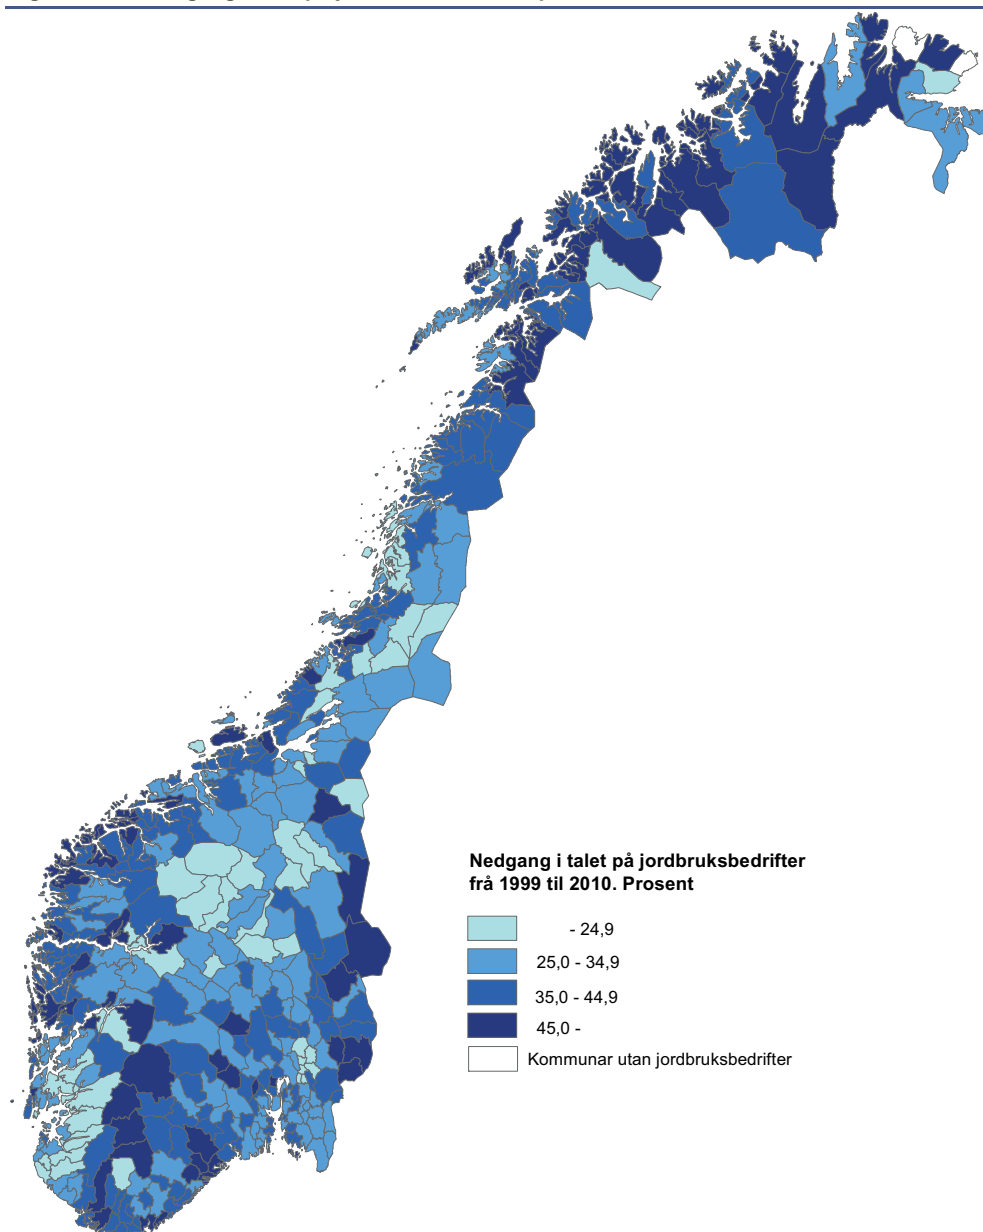 Nedgang i talet på jordbruksbedrifter
frå 1999 til 2010. Prosent
- 24,9
25,0 - 34,9
35,0 - 44,9
45,0 -
Kommunar utan jordbruksbedrifter